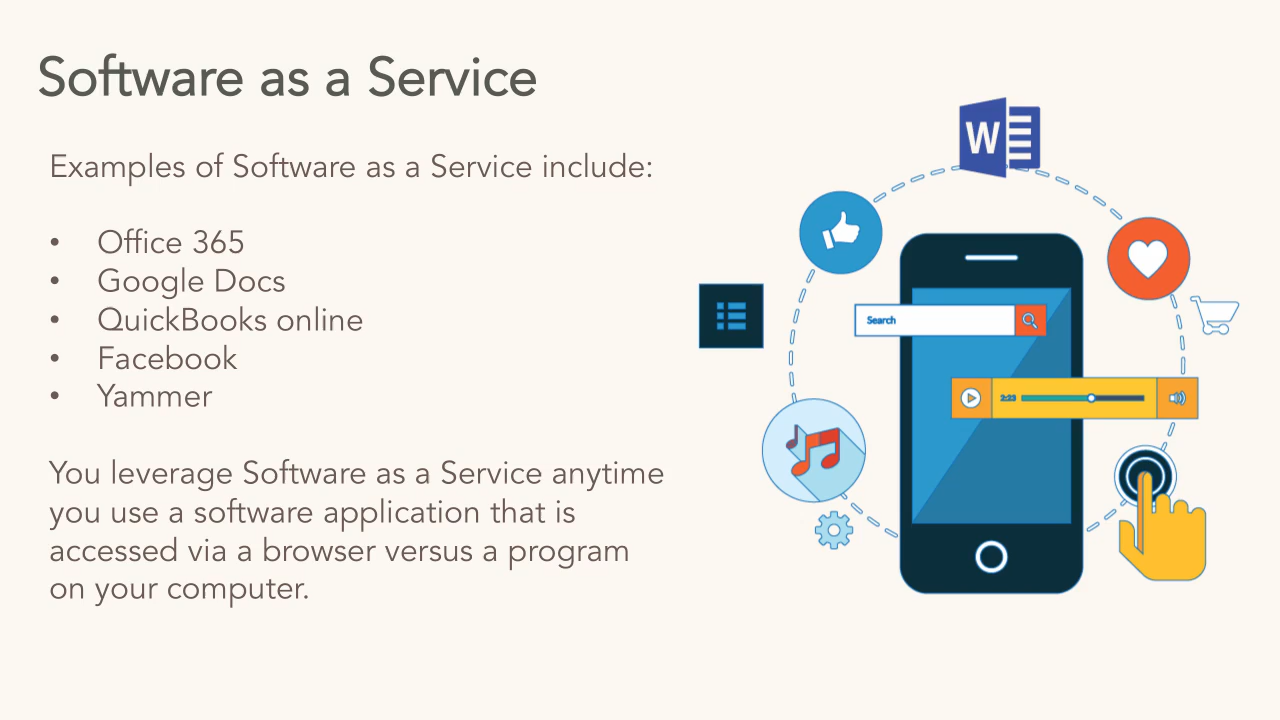 Software as a Service
Examples of Software as a Service include:
• Office 365
• Google Docs
• QuickBooks online
• Facebook
• Yammer
You leverage Software as a Service anytime
you use a software application that is
accessed via a browser versus a program
on your computer.
W
Search
2:23